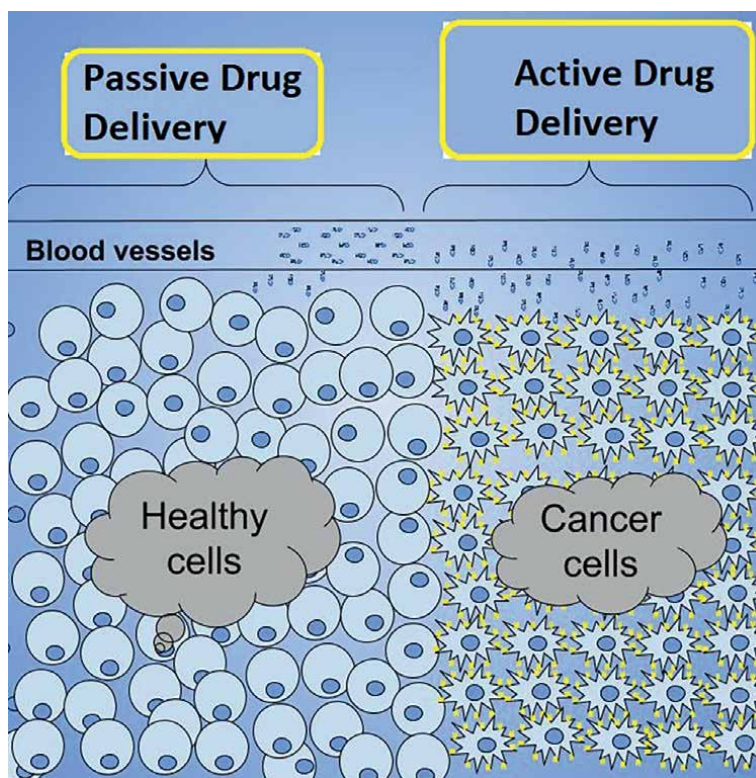 Passive Drug
Delivery
Active Drug
Delivery
Blood vessels
Healthy
cells
Cancer
cells